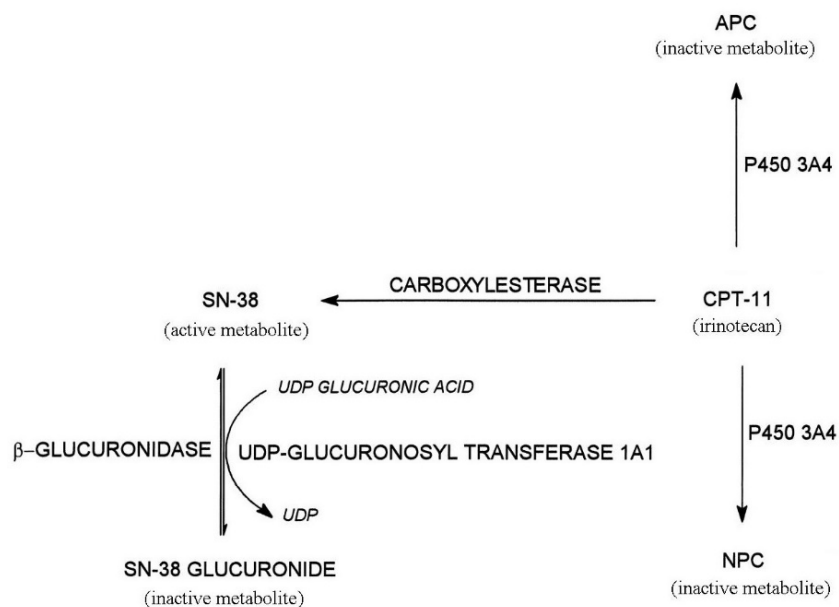 APC
(inactive metabolite)
P450 3A4
CARBOXYLESTERASE
SN-38
(active metabolite)
CPT-11
(irinotecan)
UDP GLUCURONIC ACID
β–GLUCURONIDASE
UDP-GLUCURONOSYL TRANSFERASE 1A1
P450 3A4
UDP
SN-38 GLUCURONIDE
(inactive metabolite)
NPC
(inactive metabolite)